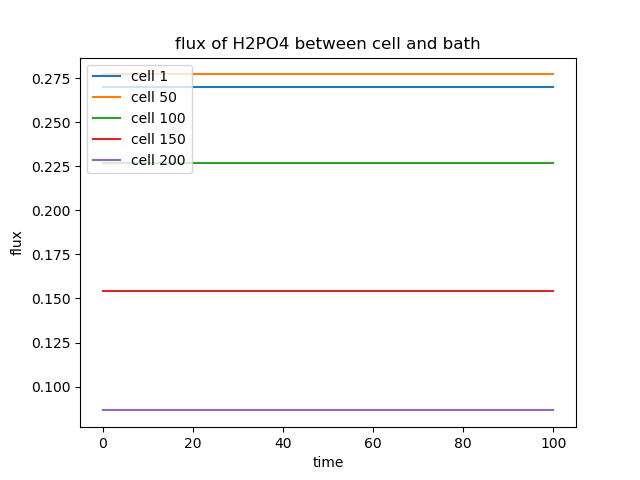 flux of H2PO4 between cell and bath
cell 1
cell 50
cell 100
cell 150
cell 200
0.275
0.250
0.225
0.200
0.175
0.150
0.125
0.100
flux
0
20
40
60
80
100
time